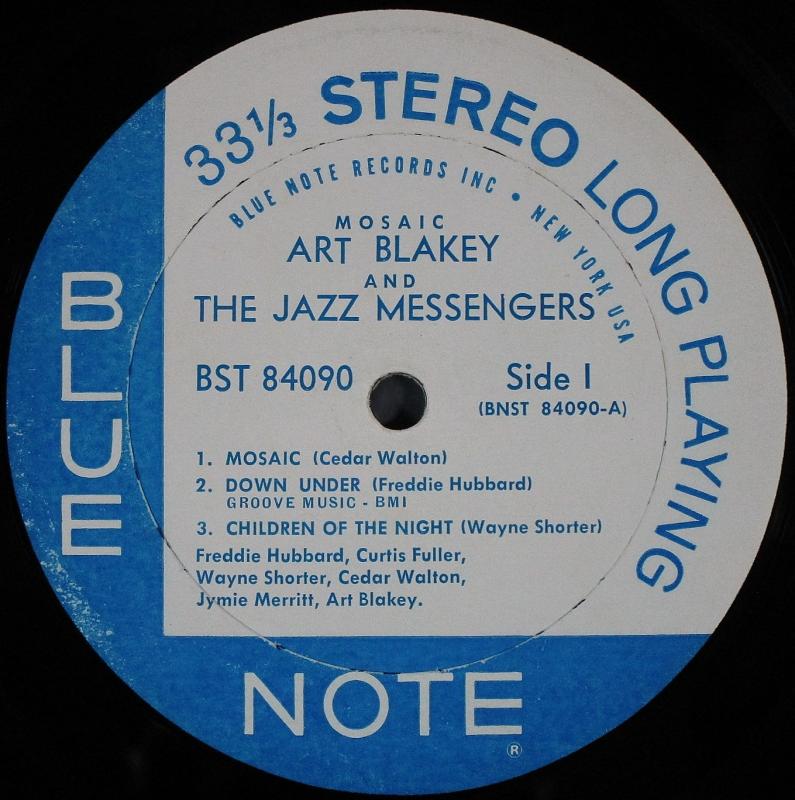 33⅓ STEREO LONG PLAYING
BLUE NOTE RECORDS INC • NEW YORK USA
MOSAIC
ART BLAKEY
AND
THE JAZZ MESSENGERS
BST 84090
Side I
(BNST 84090-A)
1. MOSAIC (Cedar Walton)
2. DOWN UNDER (Freddie Hubbard)
GROOVE MUSIC - BMI
3. CHILDREN OF THE NIGHT (Wayne Shorter)
Freddie Hubbard, Curtis Fuller,
Wayne Shorter, Cedar Walton,
Jymie Merritt, Art Blakey.
BLUE
NOTE
®